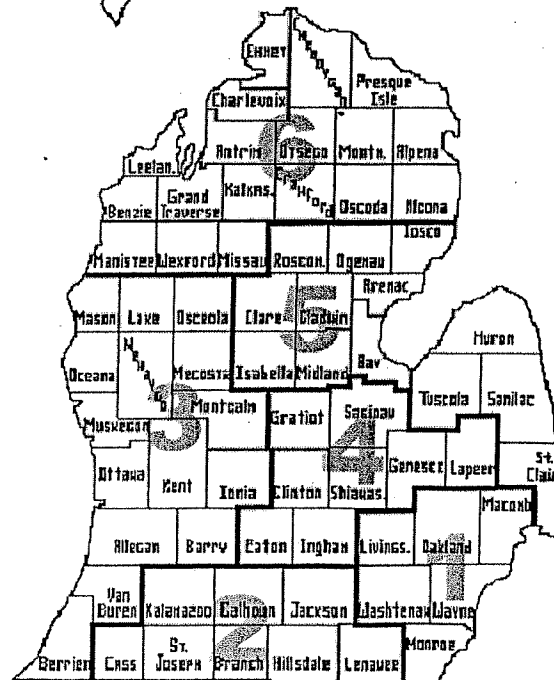 Emmet
Cheboygan
Presque
Isle
Charlevoix
6
Antrim
Otsego
Montm.
Alpena
Leelan.
Benzie
Grand
Traverse
Kalkas.
Crawford
Oscoda
Alcona
Manistee
Wexford
Missau
Roscom.
Ogemau
Iosco
Arenac
Mason
Lake
Osceola
Clare
Gladwin
5
Huron
Oceana
Newaygo
Mecosta
Isabella
Midland
Bay
Tuscola
Sanilac
3
Montcalm
Gratiot
Saginaw
Muskegon
4
Ottawa
Kent
Ionia
Clinton
Shiawas.
Genesee
Lapeer
St.
Clair
Macomb
Allegan
Barry
Eaton
Ingham
Livings.
Oakland
1
Van
Buren
Kalamazoo
Calhoun
Jackson
Washtenaw
Wayne
2
Berrien
Cass
St.
Joseph
Branch
Hillsdale
Lenawee
Monroe